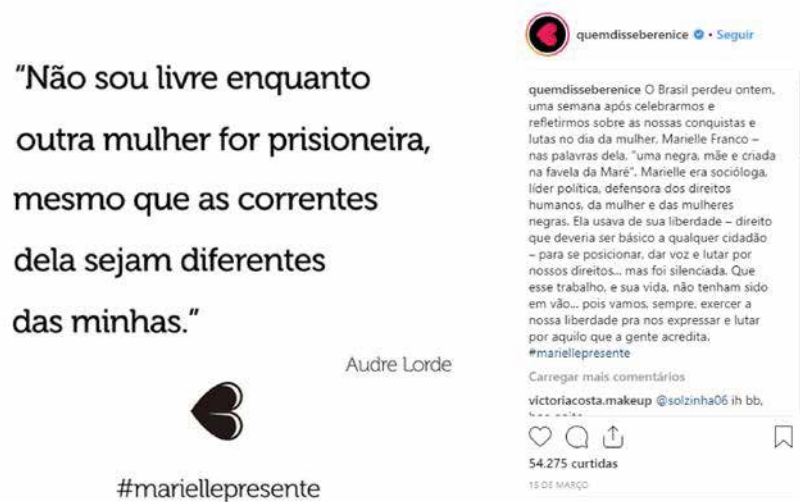 “Não sou livre enquanto
outra mulher for prisioneira,
mesmo que as correntes
dela sejam diferentes
das minhas.”
Audre Lorde
#mariellepresente
quemdisseberenice • Seguir
quemdisseberenice O Brasil perdeu ontem,
uma semana após celebrarmos e
refletirmos sobre as nossas conquistas e
lutas no dia da mulher, Marielle Franco –
nas palavras dela, "uma negra, mãe e criada
na favela da Maré". Marielle era socióloga,
líder política, defensora dos direitos
humanos, da mulher e das mulheres
negras. Ela usava de sua liberdade – direito
que deveria ser básico a qualquer cidadão
– para se posicionar, dar voz e lutar por
nossos direitos... mas foi silenciada. Que
esse trabalho, e sua vida, não tenham sido
em vão... pois vamos, sempre, exercer a
nossa liberdade pra nos expressar e lutar
por aquilo que a gente acredita.
#mariellepresente
Carregar mais comentários
victoriacosta.makeup @solzinha06 ih bb,
54.275 curtidas
15 DE MARÇO